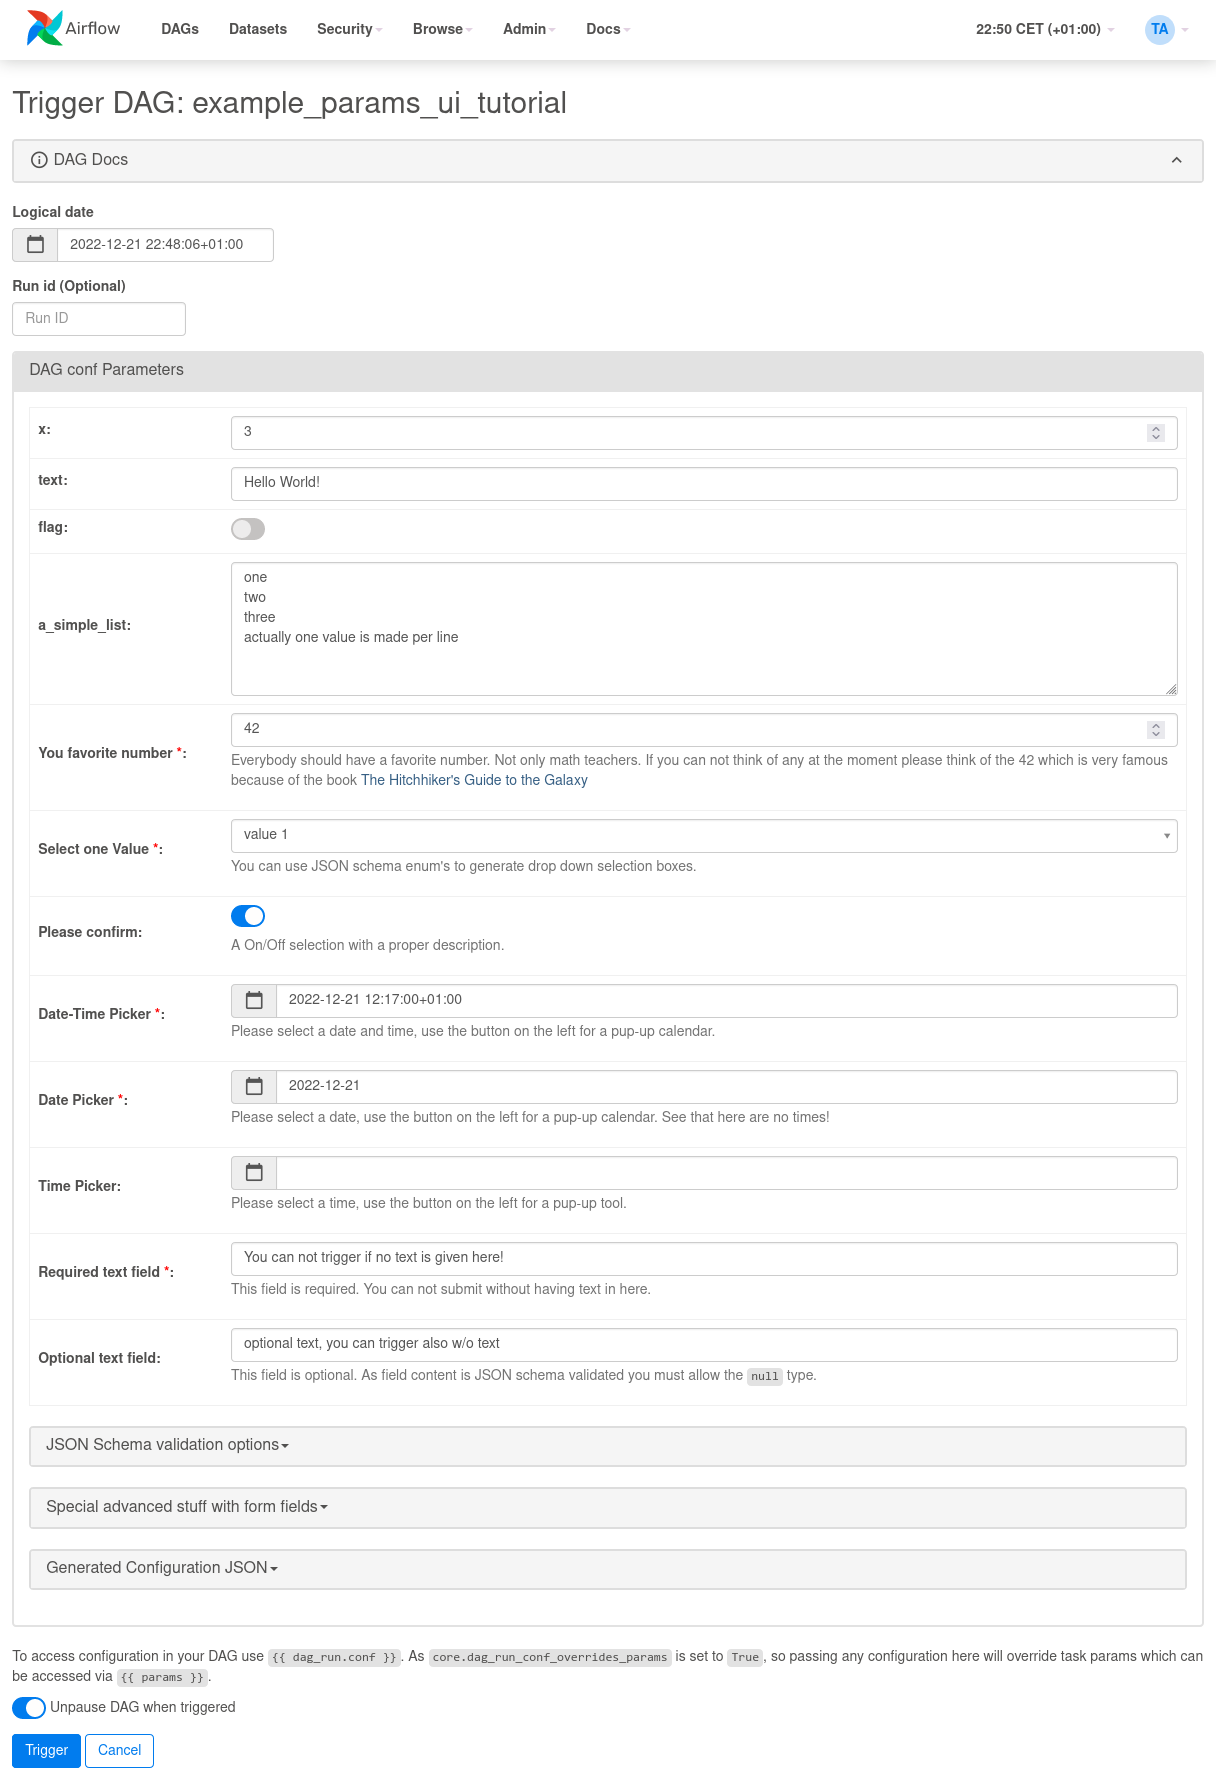 Airflow DAGs Datasets Security Browse Admin Docs 22:50 CET (+01:00) TA
Trigger DAG: example_params_ui_tutorial
DAG Docs
Logical date
2022-12-21 22:48:06+01:00
Run id (Optional)
Run ID
DAG conf Parameters
x: 3
text: Hello World!
flag:
a_simple_list:
one
two
three
actually one value is made per line
You favorite number *: 42
Everybody should have a favorite number. Not only math teachers. If you can not think of any at the moment please think of the 42 which is very famous
because of the book The Hitchhiker's Guide to the Galaxy
Select one Value *: value 1
You can use JSON schema enum's to generate drop down selection boxes.
Please confirm:
A On/Off selection with a proper description.
Date-Time Picker *: 2022-12-21 12:17:00+01:00
Please select a date and time, use the button on the left for a pup-up calendar.
Date Picker *: 2022-12-21
Please select a date, use the button on the left for a pup-up calendar. See that here are no times!
Time Picker:
Please select a time, use the button on the left for a pup-up tool.
Required text field *: You can not trigger if no text is given here!
This field is required. You can not submit without having text in here.
Optional text field: optional text, you can trigger also w/o text
This field is optional. As field content is JSON schema validated you must allow the null type.
JSON Schema validation options
Special advanced stuff with form fields
Generated Configuration JSON
To access configuration in your DAG use {{ dag_run.conf }}. As core.dag_run_conf_overrides_params is set to True, so passing any configuration here will override task params which can
be accessed via {{ params }}.
Unpause DAG when triggered
Trigger Cancel